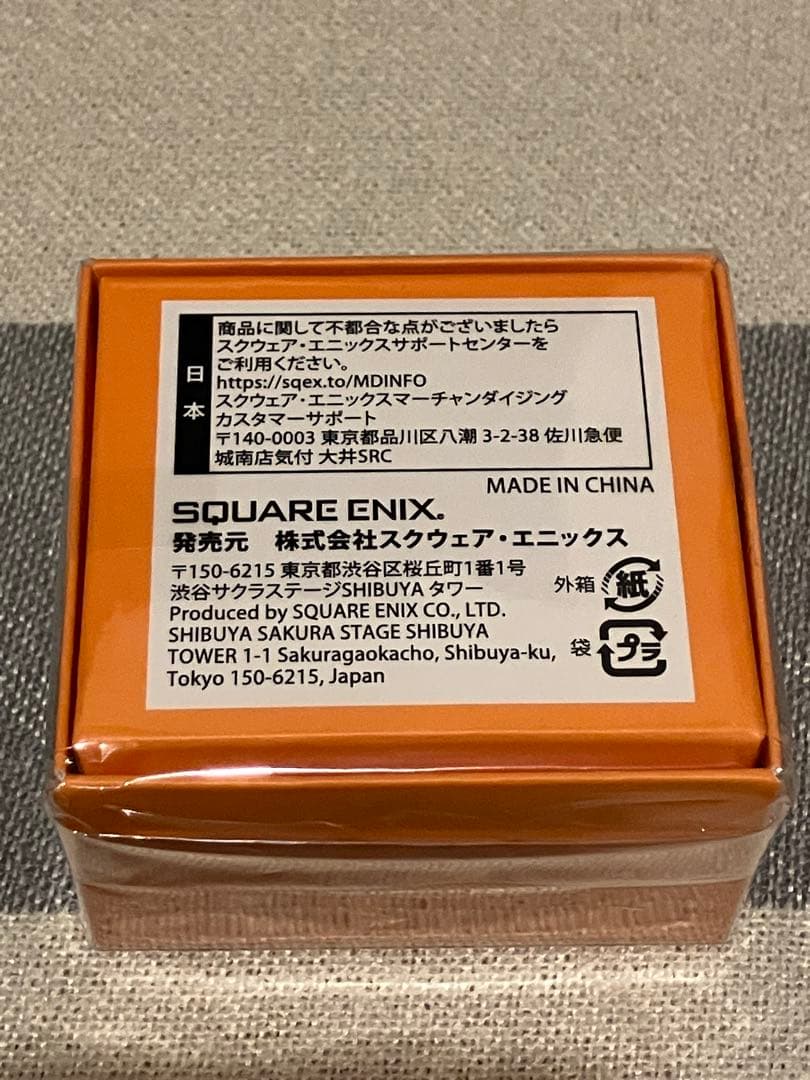 日本
商品に関して不都合な点がございましたら
スクウェア・エニックスサポートセンターを
ご利用ください。
https://sqex.to/MDINFO
スクウェア・エニックスマーチャンダイジング
カスタマーサポート
〒140-0003 東京都品川区八潮 3-2-38 佐川急便
城南店気付 大井SRC
MADE IN CHINA
SQUARE ENIX®
発売元 株式会社スクウェア・エニックス
〒150-6215 東京都渋谷区桜丘町1番1号
渋谷サクラステージSHIBUYA タワー
Produced by SQUARE ENIX CO., LTD.
SHIBUYA SAKURA STAGE SHIBUYA
TOWER 1-1 Sakuragaokacho, Shibuya-ku,
Tokyo 150-6215, Japan
外箱 紙
袋 プラ